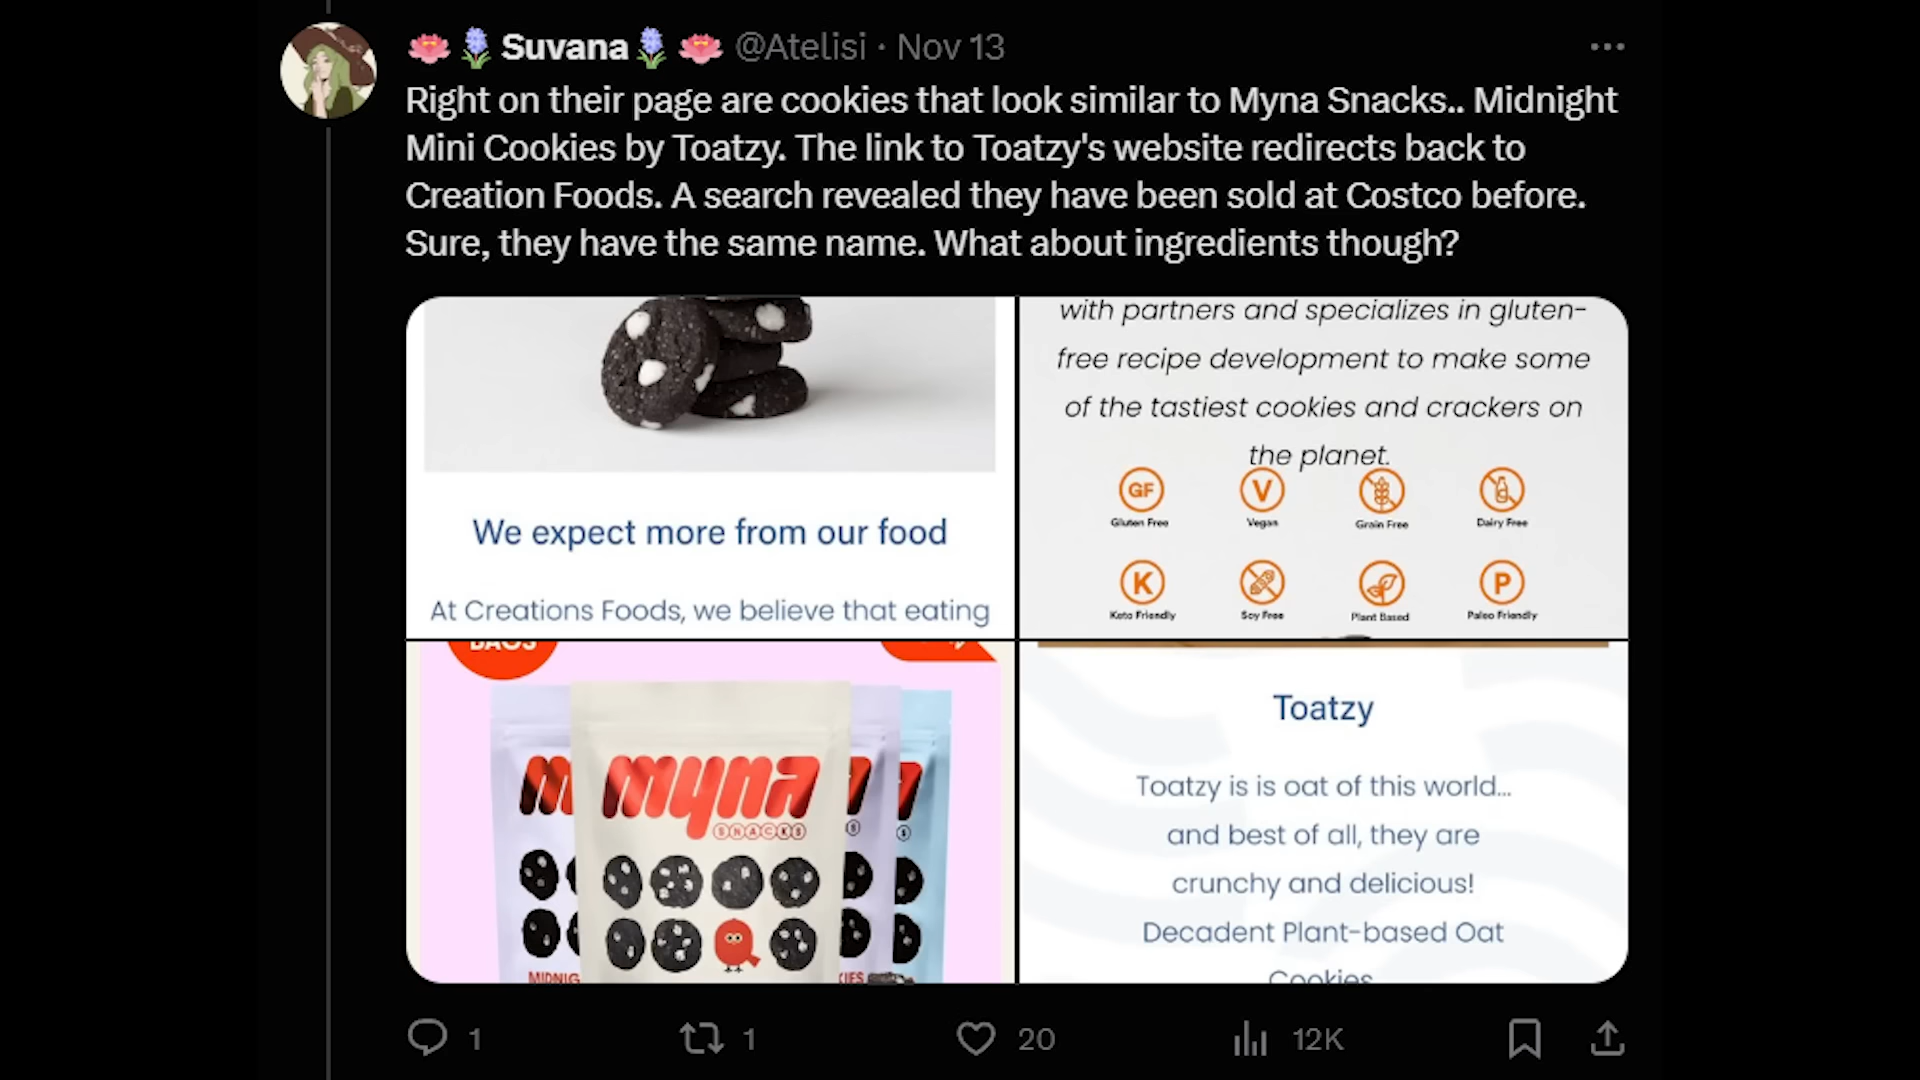 Suvana @Atelisi · Nov 13
Right on their page are cookies that look similar to Myna Snacks.. Midnight
Mini Cookies by Toatzy. The link to Toatzy's website redirects back to
Creation Foods. A search revealed they have been sold at Costco before.
Sure, they have the same name. What about ingredients though?
We expect more from our food
At Creations Foods, we believe that eating
with partners and specializes in gluten-
free recipe development to make some
of the tastiest cookies and crackers on
the planet.
GF V
Gluten Free Vegan Grain Free Dairy Free
K P
Keto Friendly Soy Free Plant Based Paleo Friendly
BAGS
myna
SNACKS
MIDNIG
KIES
Toatzy
Toatzy is is oat of this world...
and best of all, they are
crunchy and delicious!
Decadent Plant-based Oat
Cookies
1 1 20 12K